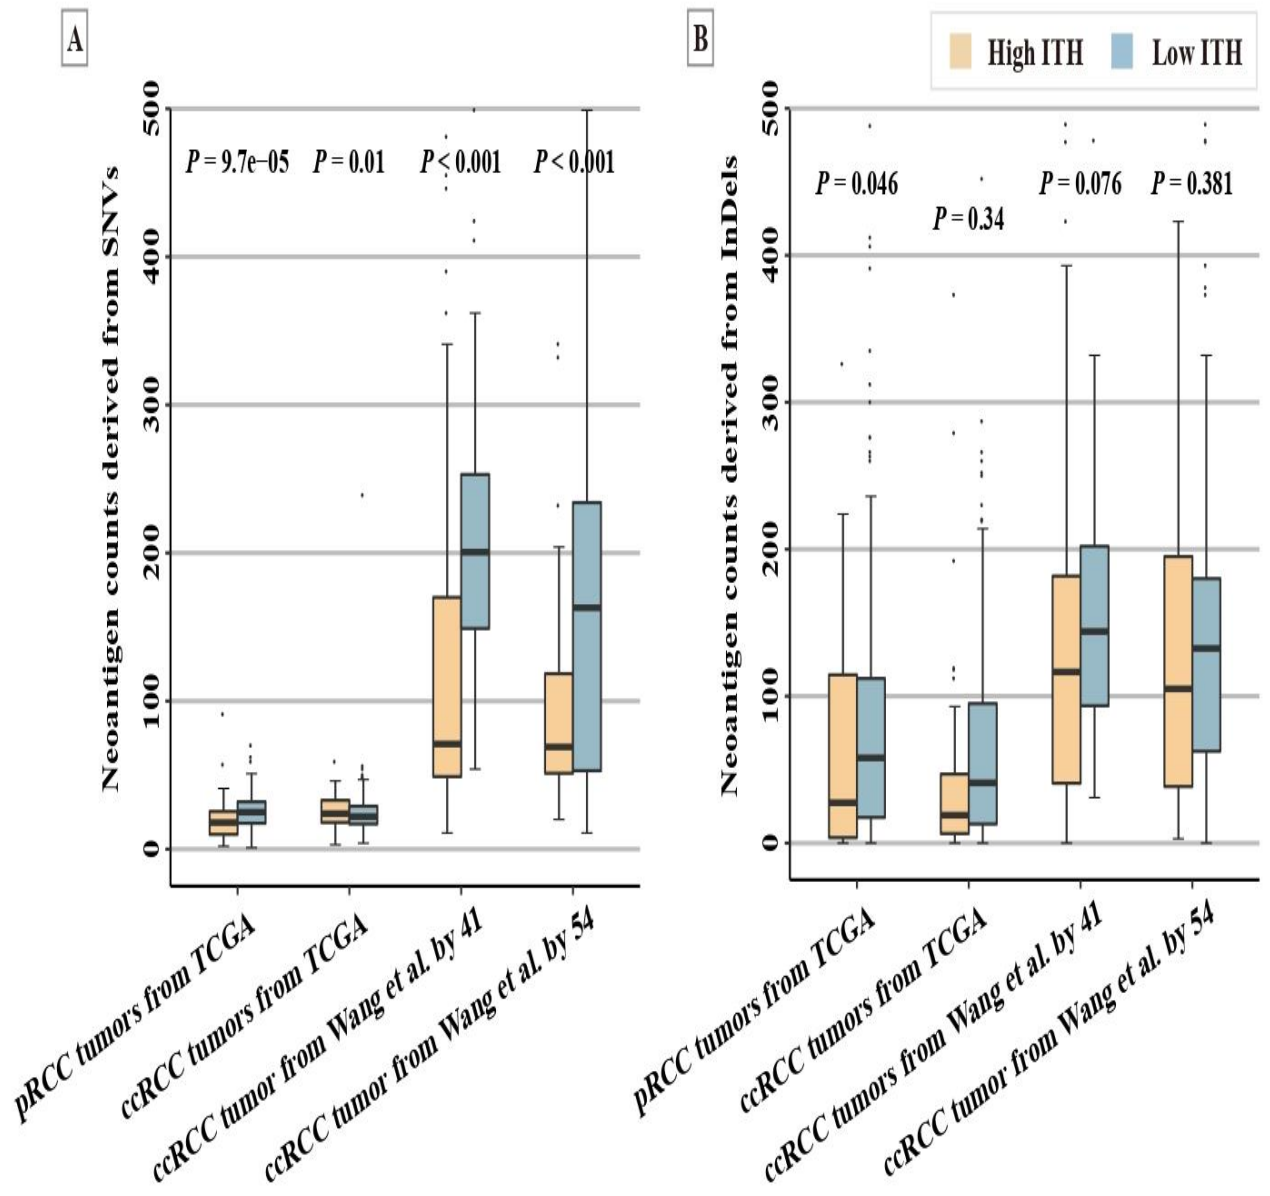 A
Neoantigen counts derived from SNVs
500
400
300
200
100
0
P = 9.7e−05
P = 0.01
P < 0.001
P < 0.001
pRCC tumors from TCGA
ccRCC tumors from TCGA
ccRCC tumor from Wang et al. by 41
ccRCC tumor from Wang et al. by 54
B
High ITH
Low ITH
Neoantigen counts derived from InDels
500
400
300
200
100
0
P = 0.046
P = 0.34
P = 0.076
P = 0.381
pRCC tumors from TCGA
ccRCC tumors from TCGA
ccRCC tumors from Wang et al. by 41
ccRCC tumor from Wang et al. by 54